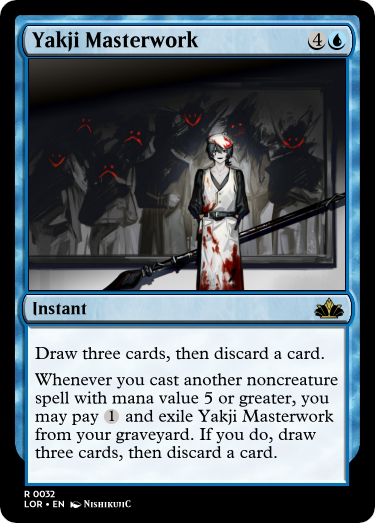 Yakji Masterwork 4
Instant
Draw three cards, then discard a card.
Whenever you cast another noncreature
spell with mana value 5 or greater, you
may pay 1 and exile Yakji Masterwork
from your graveyard. If you do, draw
three cards, then discard a card.
R 0032
LOR • EN NishikujiC